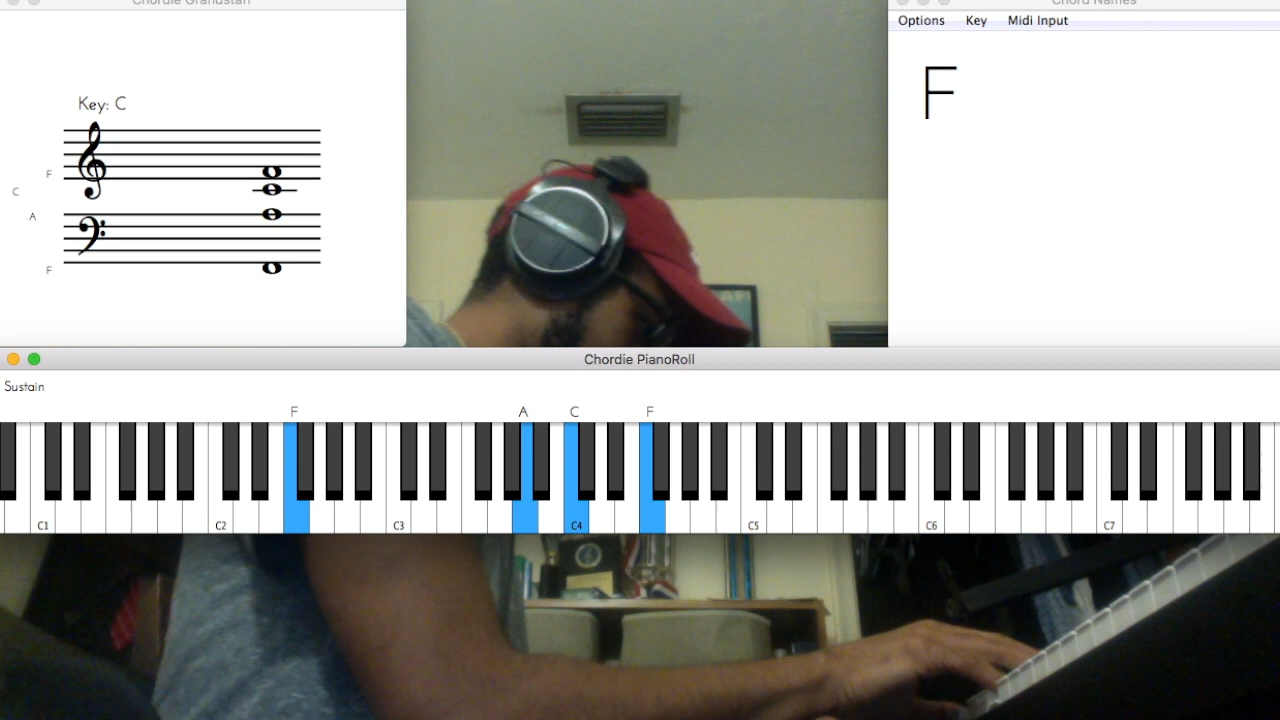 Chordie Grandstaff
Chord Names
Options Key Midi Input
F
Key: C
F
C
A
F
Chordie PianoRoll
Sustain
F A C F
C1 C2 C3 C4 C5 C6 C7